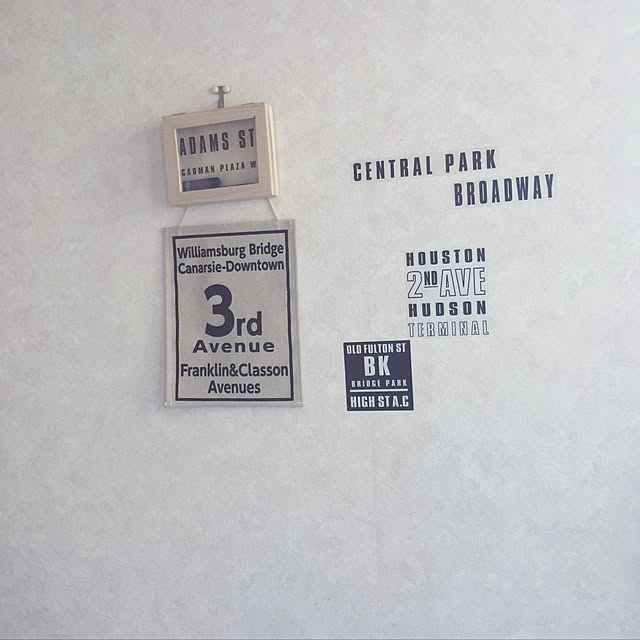 ADAMS ST
CADMAN PLAZA W
Williamsburg Bridge
Canarsie-Downtown
3rd
Avenue
Franklin&Classon
Avenues
CENTRAL PARK
BROADWAY
HOUSTON
2ND AVE
HUDSON
TERMINAL
OLD FULTON ST
BK
BRIDGE PARK
HIGH ST A.C